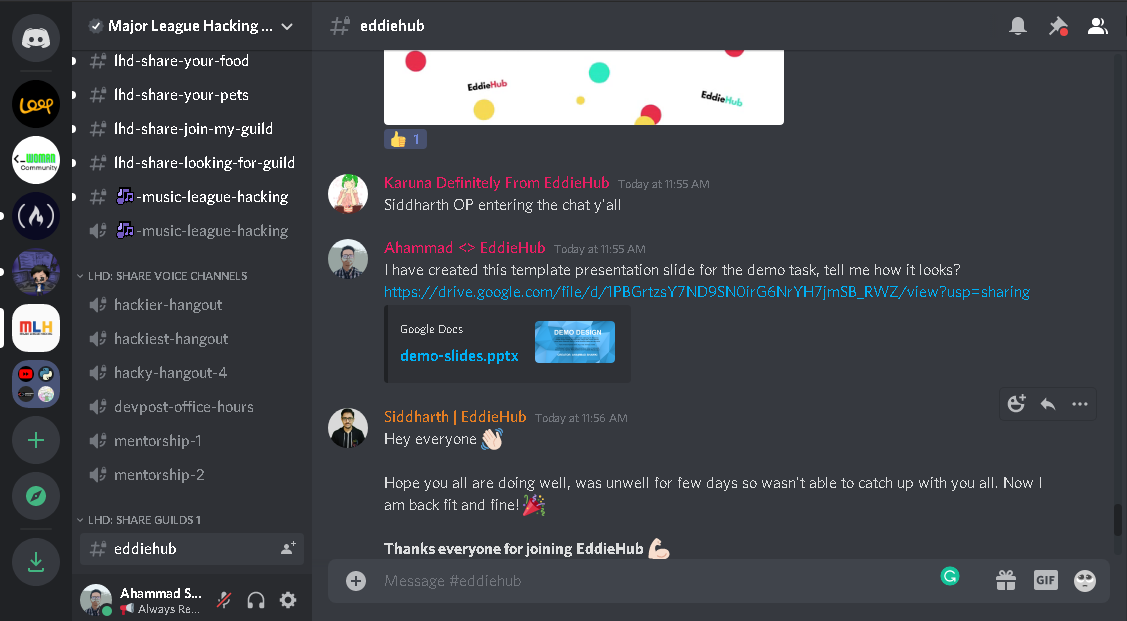 Major League Hacking ...
eddiehub
lhd-share-your-food
lhd-share-your-pets
lhd-share-join-my-guild
lhd-share-looking-for-guild
-music-league-hacking
-music-league-hacking
LHD: SHARE VOICE CHANNELS
hackier-hangout
hackiest-hangout
hacky-hangout-4
devpost-office-hours
mentorship-1
mentorship-2
LHD: SHARE GUILDS 1
eddiehub
Ahammad S...
Always Re...
Loop
<_WOMAN
Community
MLH
EddieHub
EddieHub
👍 1
Karuna Definitely From EddieHub Today at 11:55 AM
Siddharth OP entering the chat y'all
Ahammad <> EddieHub Today at 11:55 AM
I have created this template presentation slide for the demo task, tell me how it looks?
https://drive.google.com/file/d/1PBGrtzsY7ND9SN0irG6NrYH7jmSB_RWZ/view?usp=sharing
Google Docs
demo-slides.pptx
DEMO DESIGN
Siddharth | EddieHub Today at 11:56 AM
Hey everyone 👋🏻
Hope you all are doing well, was unwell for few days so wasn't able to catch up with you all. Now I
am back fit and fine! 🎉
Thanks everyone for joining EddieHub 💪🏻
Message #eddiehub
GIF